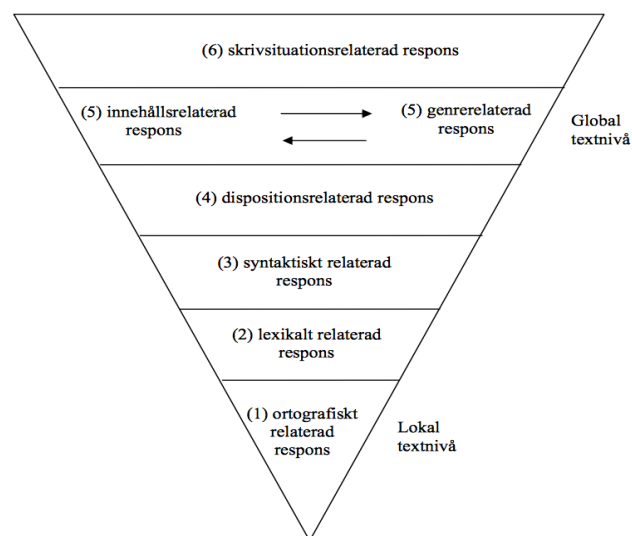 (6) skrivsituationsrelaterad respons
(5) innehållsrelaterad
respons
(5) genrerelaterad
respons
Global
textnivå
(4) dispositionsrelaterad respons
(3) syntaktiskt relaterad
respons
(2) lexikalt relaterad
respons
(1) ortografiskt
relaterad
respons
Lokal
textnivå